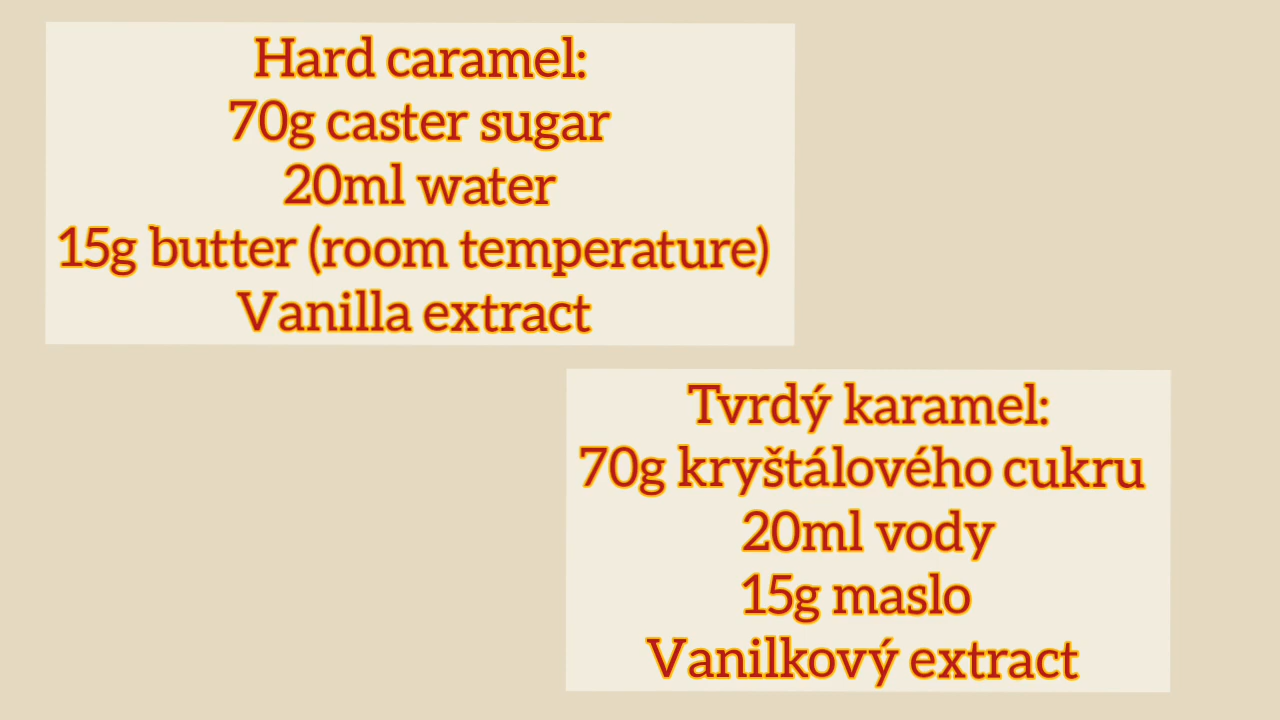 Hard caramel:
70g caster sugar
20ml water
15g butter (room temperature)
Vanilla extract
Tvrdý karamel:
70g kryštálového cukru
20ml vody
15g maslo
Vanilkový extract